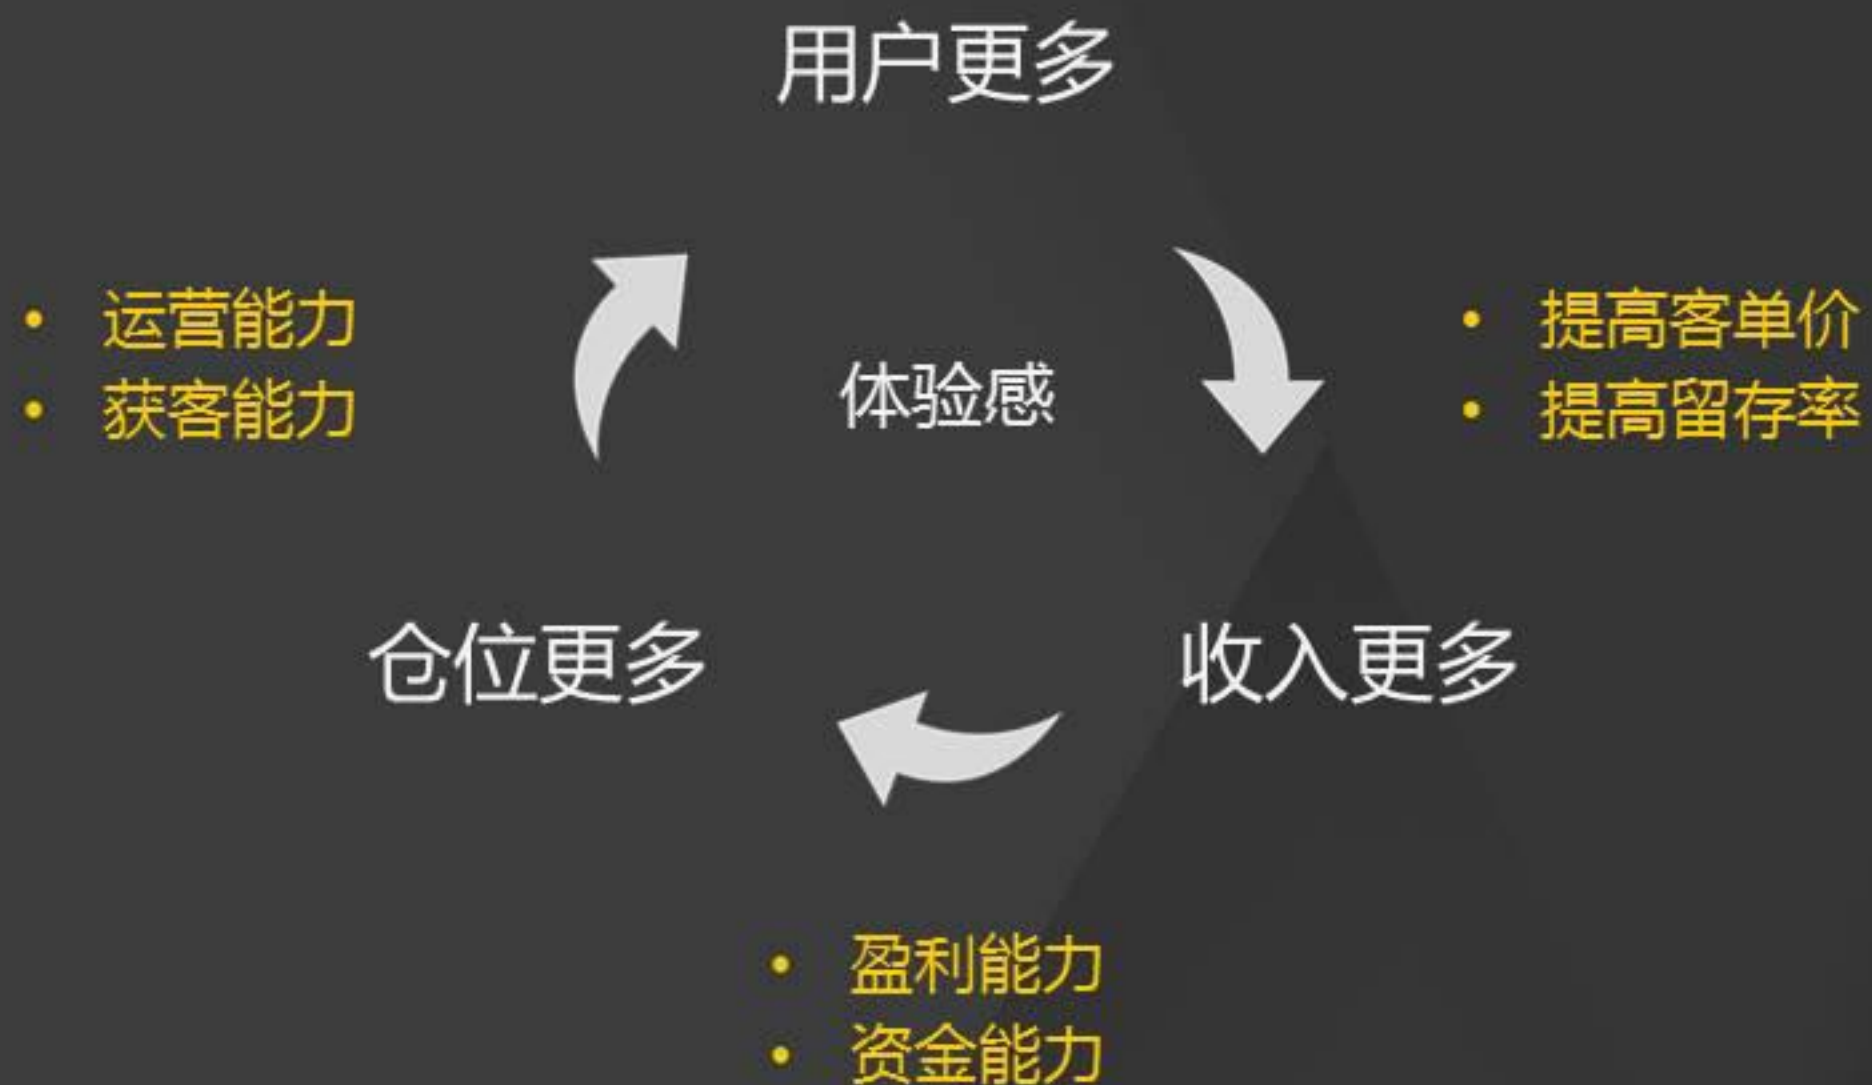 用户更多
• 运营能力
• 获客能力
体验感
• 提高客单价
• 提高留存率
仓位更多
收入更多
• 盈利能力
• 资金能力